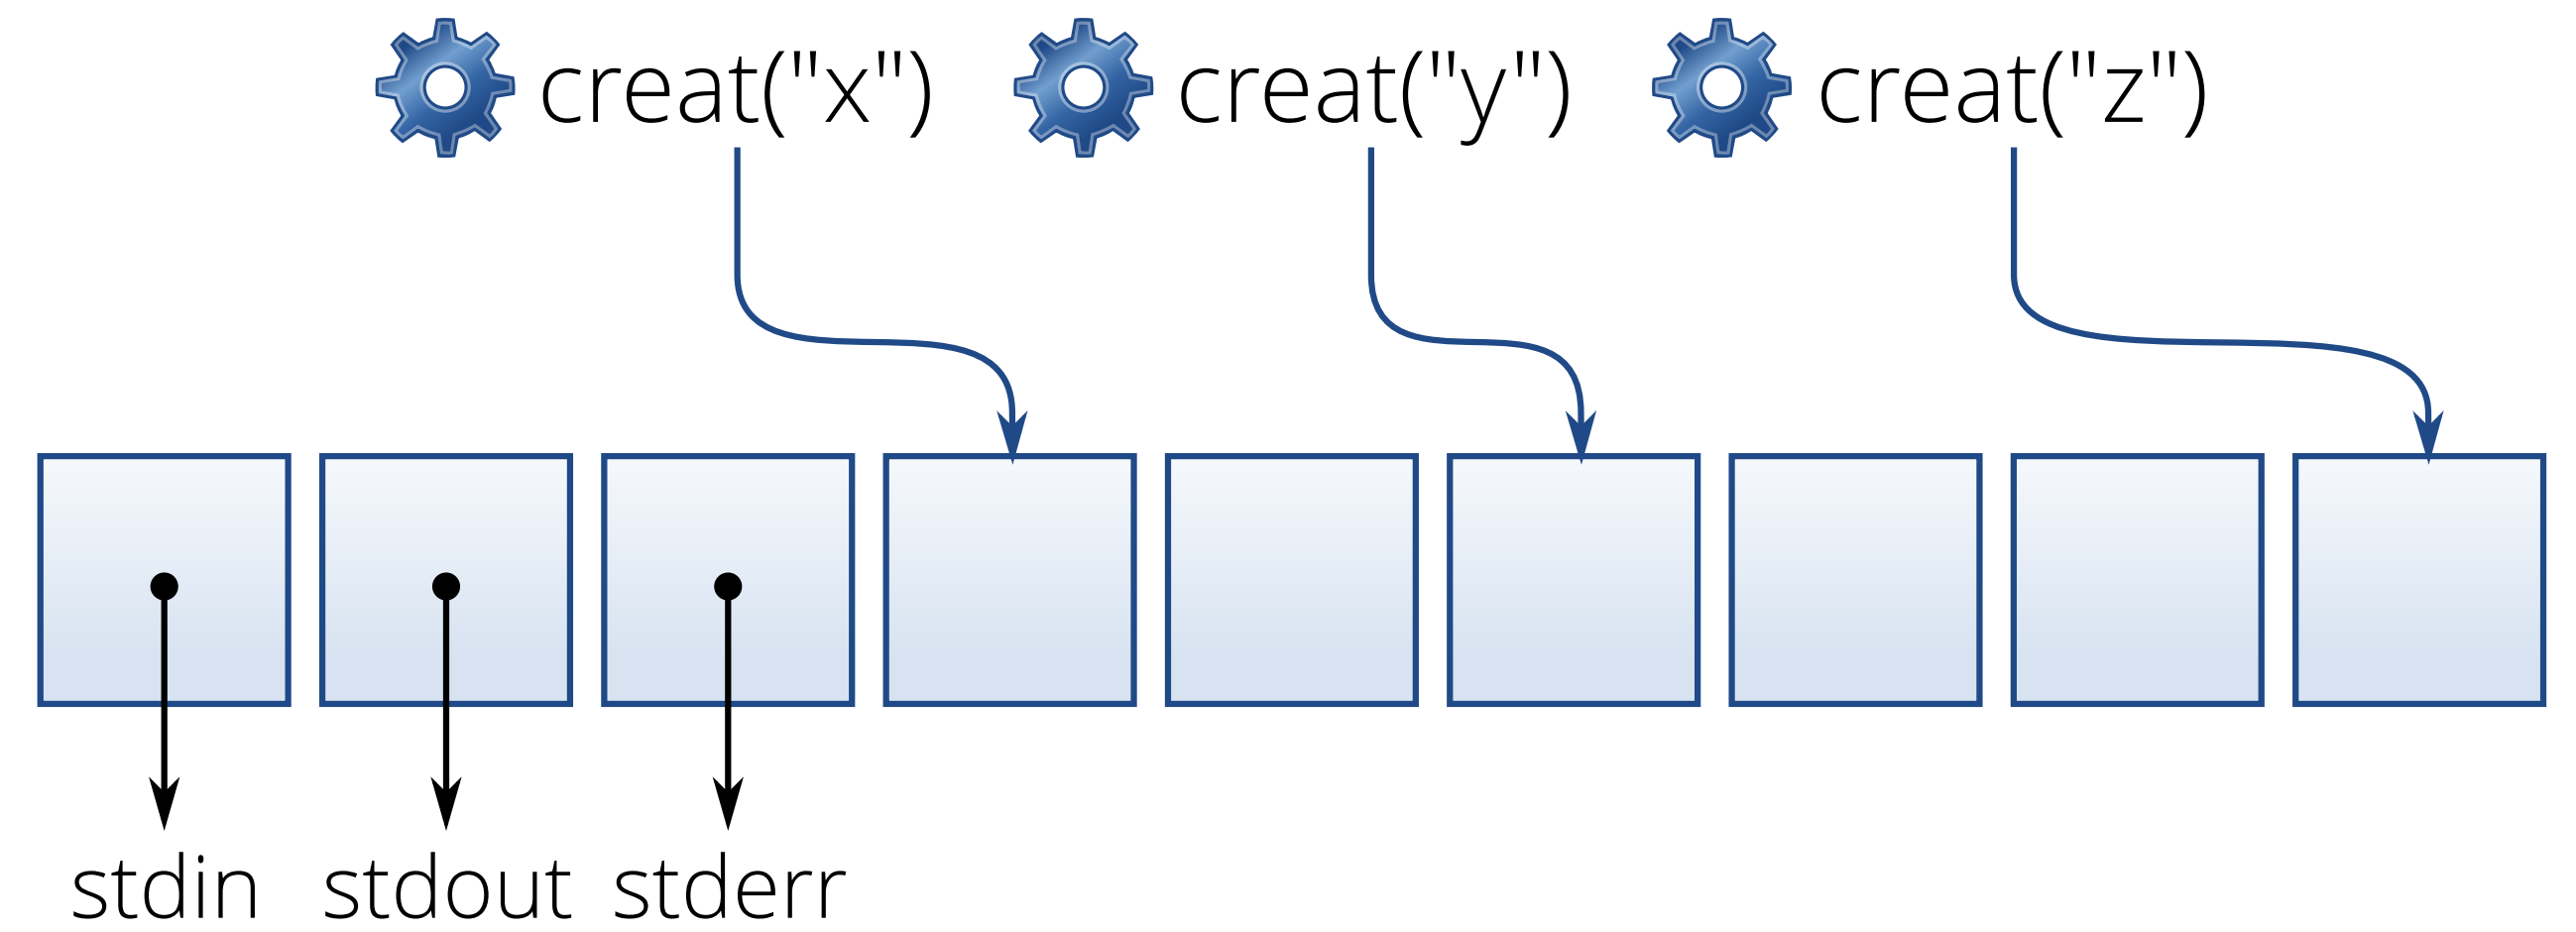 creat("x") creat("y") creat("z")
stdin stdout stderr